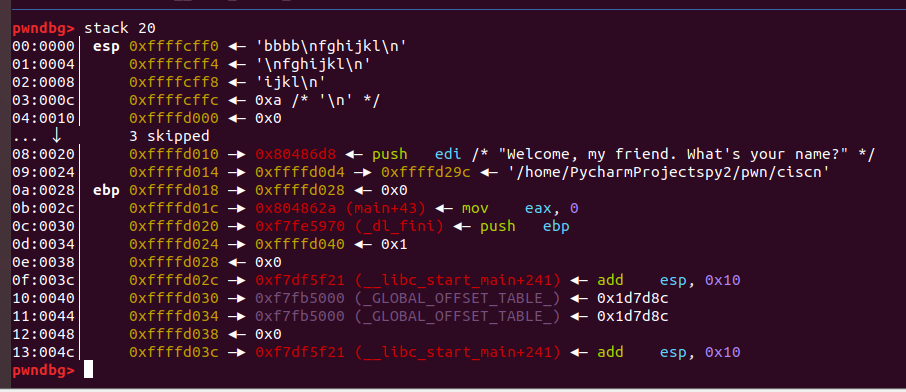 pwndbg> stack 20
00:0000│ esp 0xffffcff0 ◂— 'bbbb\nfghijkl\n'
01:0004│     0xffffcff4 ◂— '\nfghijkl\n'
02:0008│     0xffffcff8 ◂— 'ijkl\n'
03:000c│     0xffffcffc ◂— 0xa /* '\n' */
04:0010│     0xffffd000 ◂— 0x0
... ↓        3 skipped
08:0020│     0xffffd010 —▸ 0x80486d8 ◂— push   edi /* "Welcome, my friend. What's your name?" */
09:0024│     0xffffd014 —▸ 0xffffd0d4 —▸ 0xffffd29c ◂— '/home/PycharmProjectspy2/pwn/ciscn'
0a:0028│ ebp 0xffffd018 —▸ 0xffffd028 ◂— 0x0
0b:002c│     0xffffd01c —▸ 0x804862a (main+43) ◂— mov    eax, 0
0c:0030│     0xffffd020 —▸ 0xf7fe5970 (_dl_fini) ◂— push   ebp
0d:0034│     0xffffd024 —▸ 0xffffd040 ◂— 0x1
0e:0038│     0xffffd028 ◂— 0x0
0f:003c│     0xffffd02c —▸ 0xf7df5f21 (__libc_start_main+241) ◂— add    esp, 0x10
10:0040│     0xffffd030 —▸ 0xf7fb5000 (_GLOBAL_OFFSET_TABLE_) ◂— 0x1d7d8c
11:0044│     0xffffd034 —▸ 0xf7fb5000 (_GLOBAL_OFFSET_TABLE_) ◂— 0x1d7d8c
12:0048│     0xffffd038 ◂— 0x0
13:004c│     0xffffd03c —▸ 0xf7df5f21 (__libc_start_main+241) ◂— add    esp, 0x10
pwndbg>